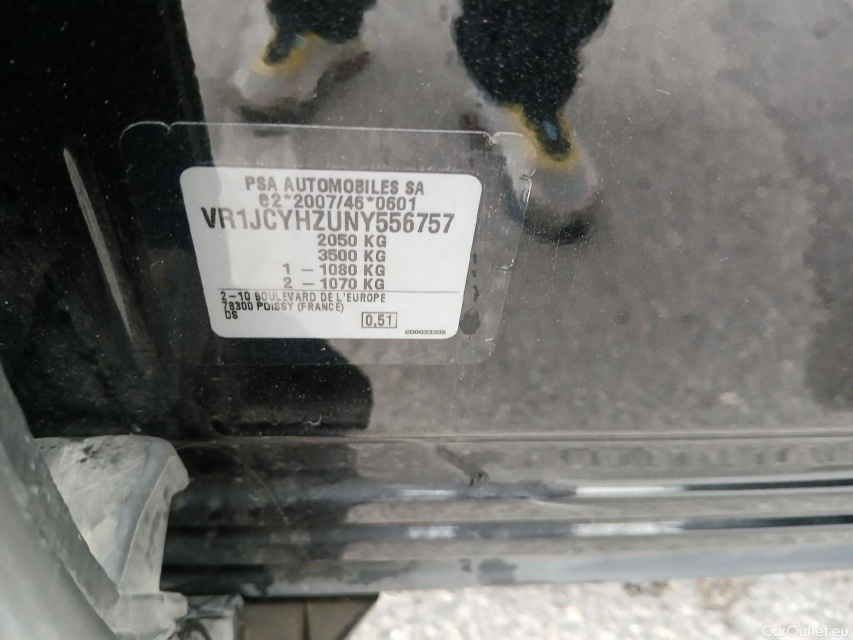 PSA AUTOMOBILES SA
e2*2007/46*0601
VR1JCYHZUNY556757
2050 KG
3500 KG
1 – 1080 KG
2 – 1070 KG
2–10 BOULEVARD DE L'EUROPE
78300 POISSY (FRANCE)
DS
0,51
CarOutlet.eu